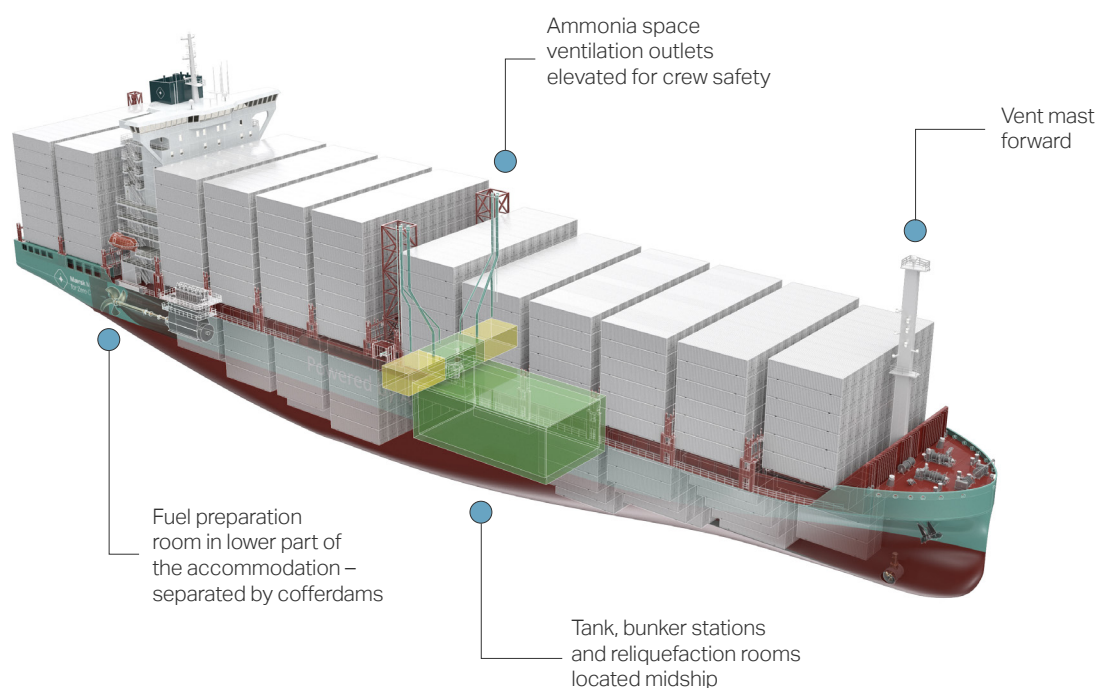 Ammonia space
ventilation outlets
elevated for crew safety
Vent mast
forward
Powered
Fuel preparation
room in lower part of
the accommodation –
separated by cofferdams
Tank, bunker stations
and reliquefaction rooms
located midship